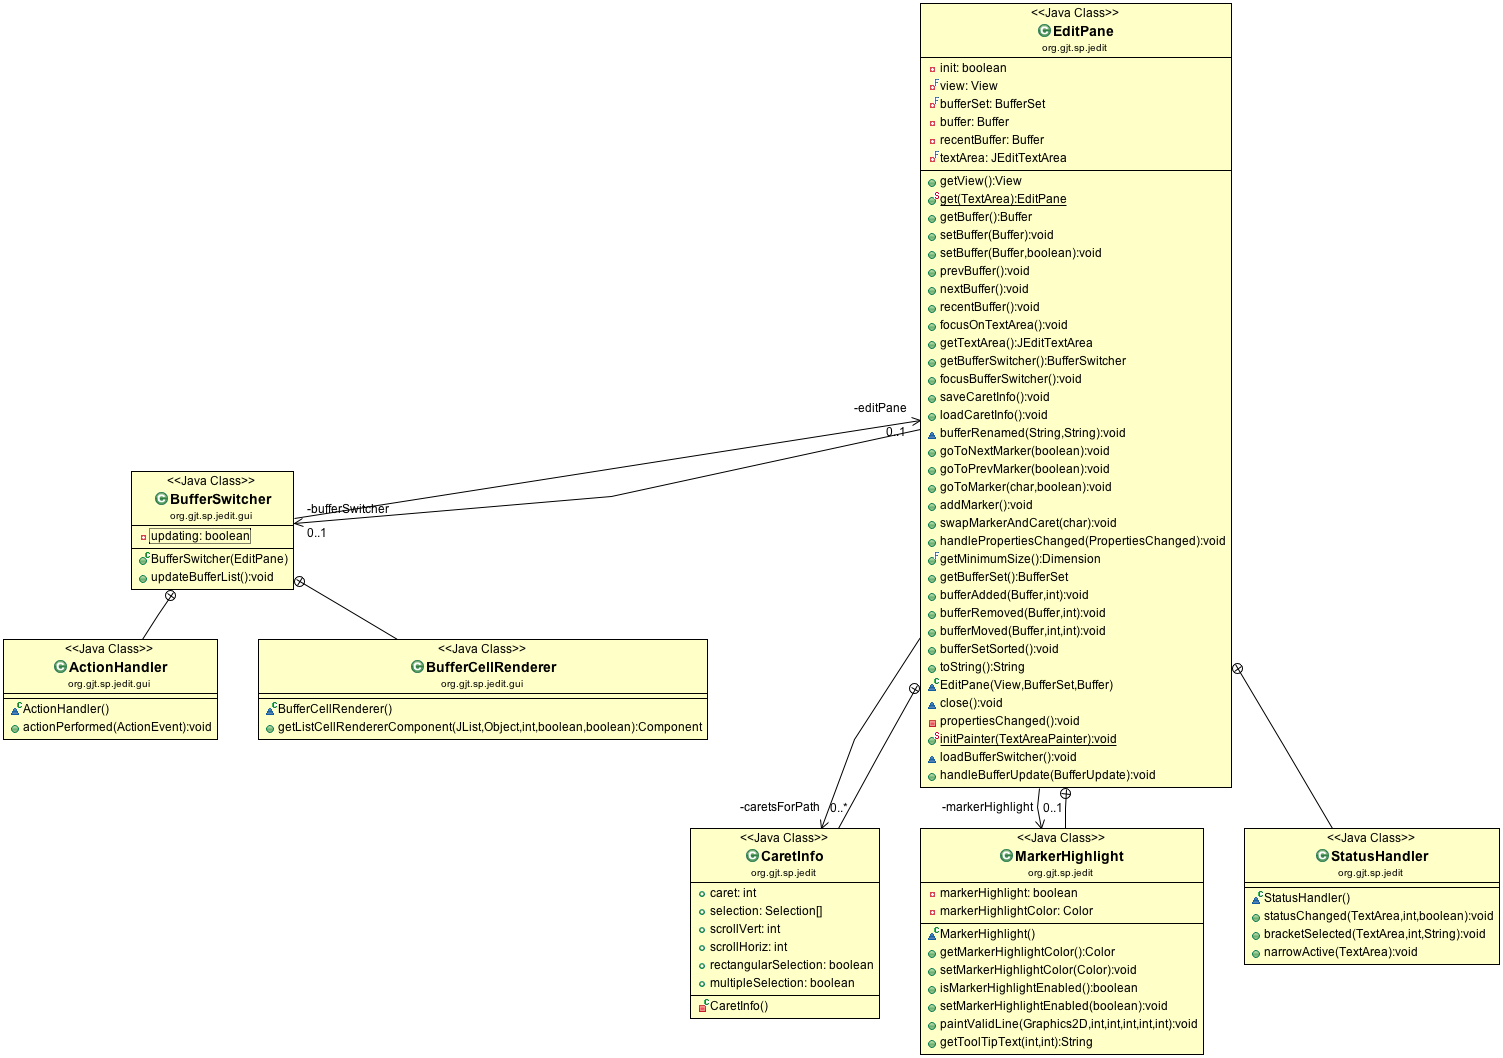 <<Java Class>>
EditPane
org.gjt.sp.jedit
init: boolean
view: View
bufferSet: BufferSet
buffer: Buffer
recentBuffer: Buffer
textArea: JEditTextArea
getView():View
get(TextArea):EditPane
getBuffer():Buffer
setBuffer(Buffer):void
setBuffer(Buffer,boolean):void
prevBuffer():void
nextBuffer():void
recentBuffer():void
focusOnTextArea():void
getTextArea():JEditTextArea
getBufferSwitcher():BufferSwitcher
focusBufferSwitcher():void
saveCaretInfo():void
loadCaretInfo():void
bufferRenamed(String,String):void
goToNextMarker(boolean):void
goToPrevMarker(boolean):void
goToMarker(char,boolean):void
addMarker():void
swapMarkerAndCaret(char):void
handlePropertiesChanged(PropertiesChanged):void
getMinimumSize():Dimension
getBufferSet():BufferSet
bufferAdded(Buffer,int):void
bufferRemoved(Buffer,int):void
bufferMoved(Buffer,int,int):void
bufferSetSorted():void
toString():String
EditPane(View,BufferSet,Buffer)
close():void
propertiesChanged():void
initPainter(TextAreaPainter):void
loadBufferSwitcher():void
handleBufferUpdate(BufferUpdate):void
-editPane
0..1
-bufferSwitcher
0..1
<<Java Class>>
BufferSwitcher
org.gjt.sp.jedit.gui
updating: boolean
BufferSwitcher(EditPane)
updateBufferList():void
<<Java Class>>
ActionHandler
org.gjt.sp.jedit.gui
ActionHandler()
actionPerformed(ActionEvent):void
<<Java Class>>
BufferCellRenderer
org.gjt.sp.jedit.gui
BufferCellRenderer()
getListCellRendererComponent(JList,Object,int,boolean,boolean):Component
-caretsForPath
0..*
-markerHighlight
0..1
<<Java Class>>
CaretInfo
org.gjt.sp.jedit
caret: int
selection: Selection[]
scrollVert: int
scrollHoriz: int
rectangularSelection: boolean
multipleSelection: boolean
CaretInfo()
<<Java Class>>
MarkerHighlight
org.gjt.sp.jedit
markerHighlight: boolean
markerHighlightColor: Color
MarkerHighlight()
getMarkerHighlightColor():Color
setMarkerHighlightColor(Color):void
isMarkerHighlightEnabled():boolean
setMarkerHighlightEnabled(boolean):void
paintValidLine(Graphics2D,int,int,int,int,int):void
getToolTipText(int,int):String
<<Java Class>>
StatusHandler
org.gjt.sp.jedit
StatusHandler()
statusChanged(TextArea,int,boolean):void
bracketSelected(TextArea,int,String):void
narrowActive(TextArea):void